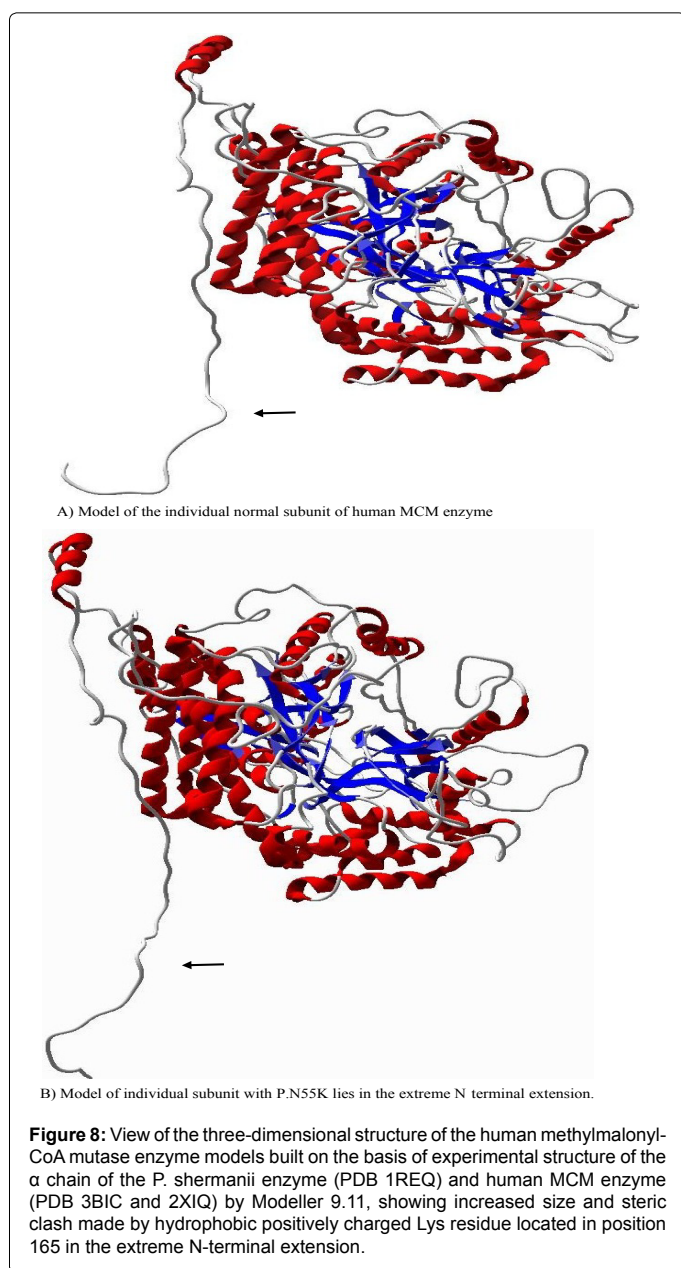 A) Model of the individual normal subunit of human MCM enzyme
B) Model of individual subunit with P.N55K lies in the extreme N terminal extension.
Figure 8: View of the three-dimensional structure of the human methylmalonyl-
CoA mutase enzyme models built on the basis of experimental structure of the
α chain of the P. shermanii enzyme (PDB 1REQ) and human MCM enzyme
(PDB 3BIC and 2XIQ) by Modeller 9.11, showing increased size and steric
clash made by hydrophobic positively charged Lys residue located in position
165 in the extreme N-terminal extension.